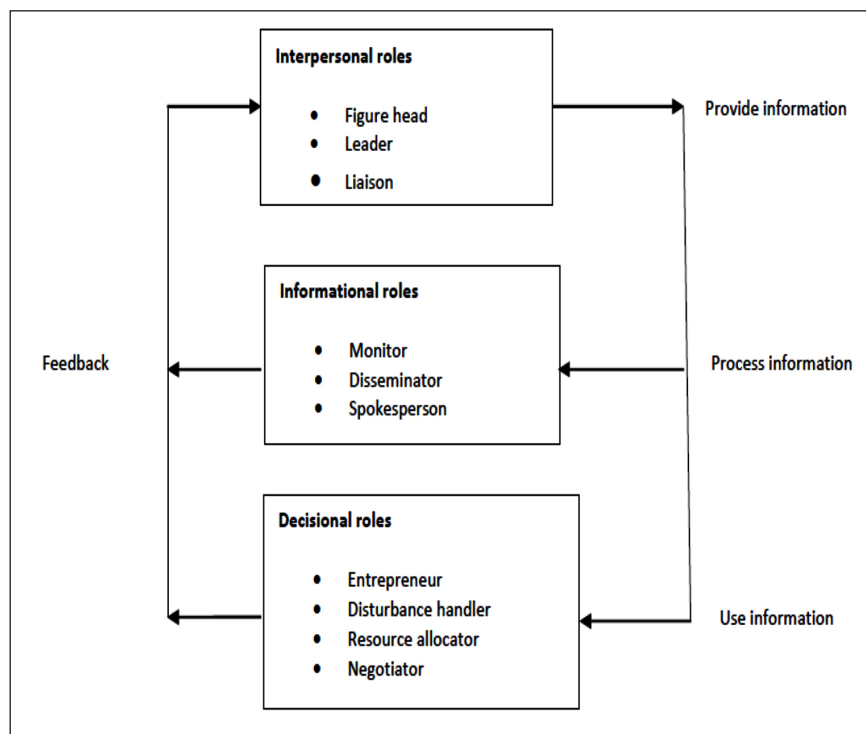 Interpersonal roles
• Figure head
• Leader
• Liaison
Provide information
Informational roles
• Monitor
• Disseminator
• Spokesperson
Feedback
Process information
Decisional roles
• Entrepreneur
• Disturbance handler
• Resource allocator
• Negotiator
Use information